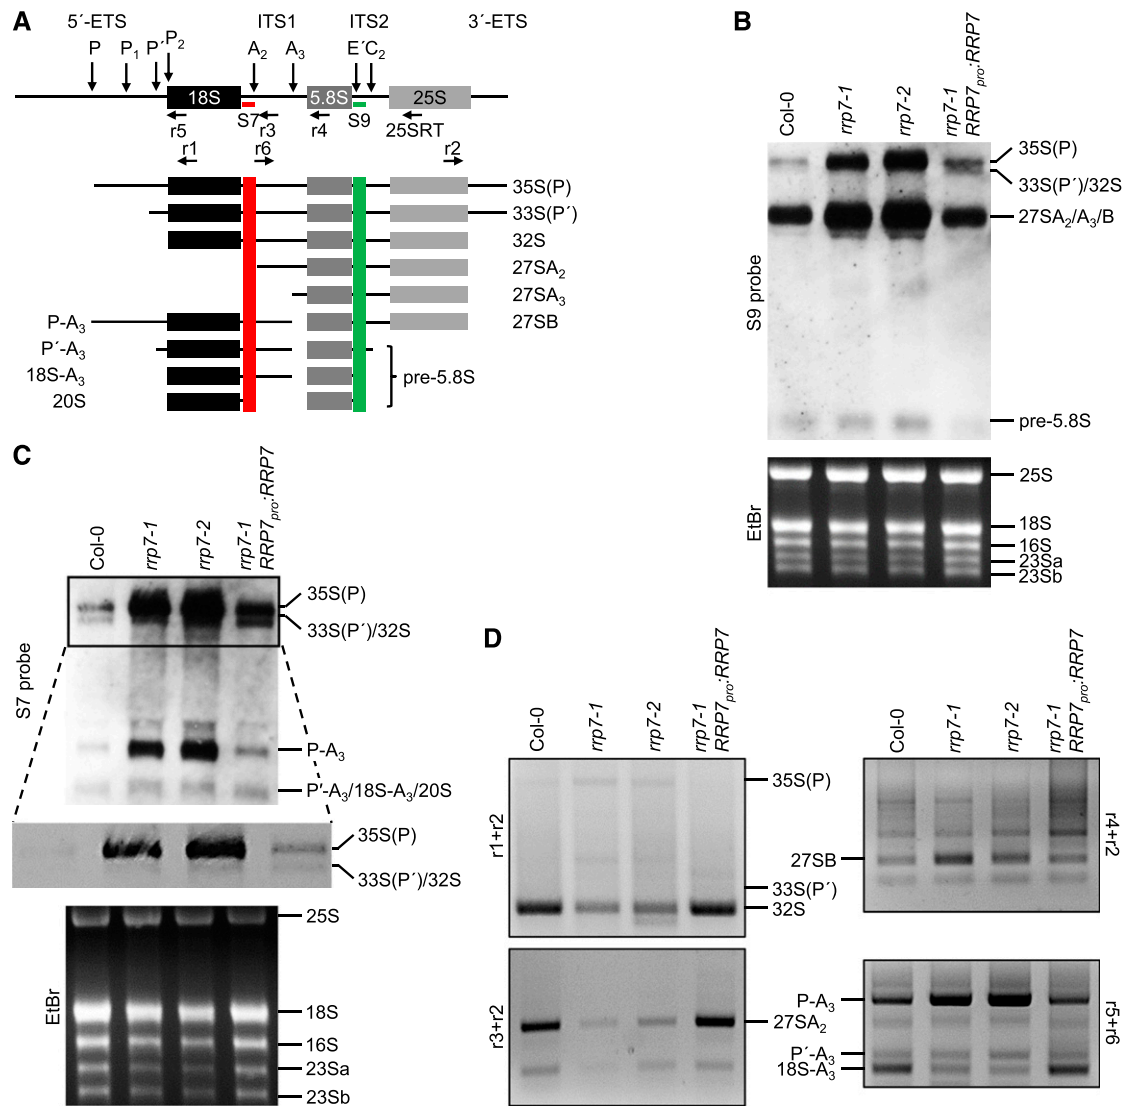 A
5´-ETS ITS1 ITS2 3´-ETS
P P1 P´ P2 A2 A3 E´ C2
18S 5.8S 25S
r5 S7 r3 r4 S9 25SRT
r1 r6 r2
35S(P)
33S(P´)
32S
27SA2
27SA3
P-A3 27SB
P´-A3
18S-A3 pre-5.8S
20S
B
Col-0 rrp7-1 rrp7-2 rrp7-1 RRP7pro:RRP7
S9 probe
35S(P)
33S(P´)/32S
27SA2/A3/B
pre-5.8S
EtBr
25S
18S
16S
23Sa
23Sb
C
Col-0 rrp7-1 rrp7-2 rrp7-1 RRP7pro:RRP7
S7 probe
35S(P)
33S(P´)/32S
P-A3
P'-A3/18S-A3/20S
35S(P)
33S(P´)/32S
EtBr
25S
18S
16S
23Sa
23Sb
D
Col-0 rrp7-1 rrp7-2 rrp7-1 RRP7pro:RRP7
r1+r2
35S(P)
33S(P´)
32S
r3+r2
27SA2
Col-0 rrp7-1 rrp7-2 rrp7-1 RRP7pro:RRP7
27SB
r4+r2
P-A3
P´-A3
18S-A3
r5+r6